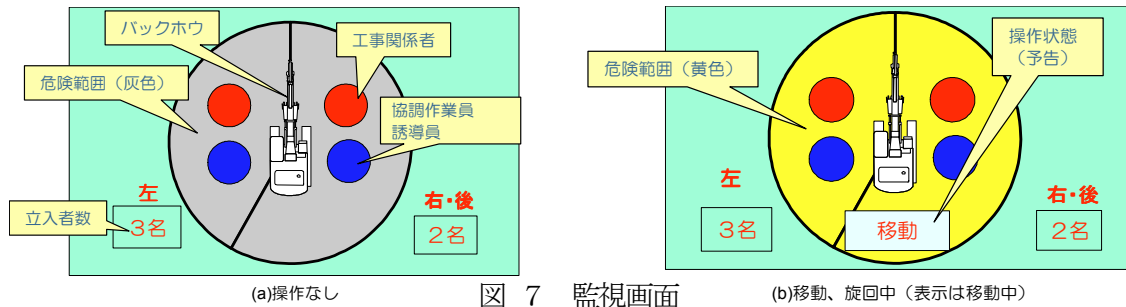 バックホウ
工事関係者
危険範囲（灰色）
協調作業員
誘導員
左
右・後
立入者数
3名
2名
(a)操作なし
操作状態
（予告）
危険範囲（黄色）
左
右・後
3名
移動
2名
(b)移動、旋回中（表示は移動中）
図 7 監視画面